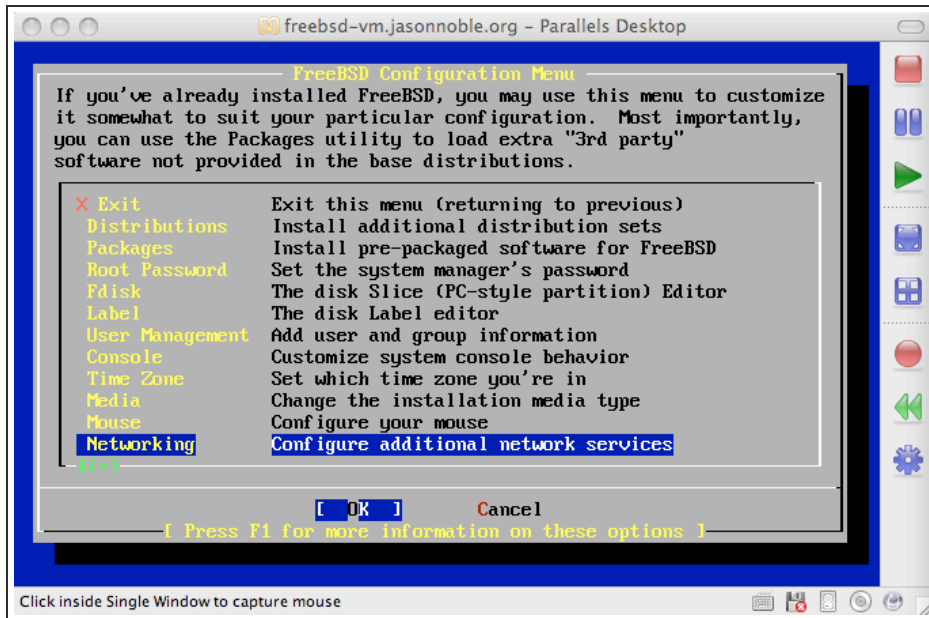 freebsd-vm.jasonnoble.org – Parallels Desktop
FreeBSD Configuration Menu
If you've already installed FreeBSD, you may use this menu to customize
it somewhat to suit your particular configuration.  Most importantly,
you can use the Packages utility to load extra "3rd party"
software not provided in the base distributions.
X Exit Exit this menu (returning to previous)
Distributions Install additional distribution sets
Packages Install pre-packaged software for FreeBSD
Root Password Set the system manager's password
Fdisk The disk Slice (PC-style partition) Editor
Label The disk Label editor
User Management Add user and group information
Console Customize system console behavior
Time Zone Set which time zone you're in
Media Change the installation media type
Mouse Configure your mouse
Networking Configure additional network services
[ OK ] Cancel
[ Press F1 for more information on these options ]
Click inside Single Window to capture mouse